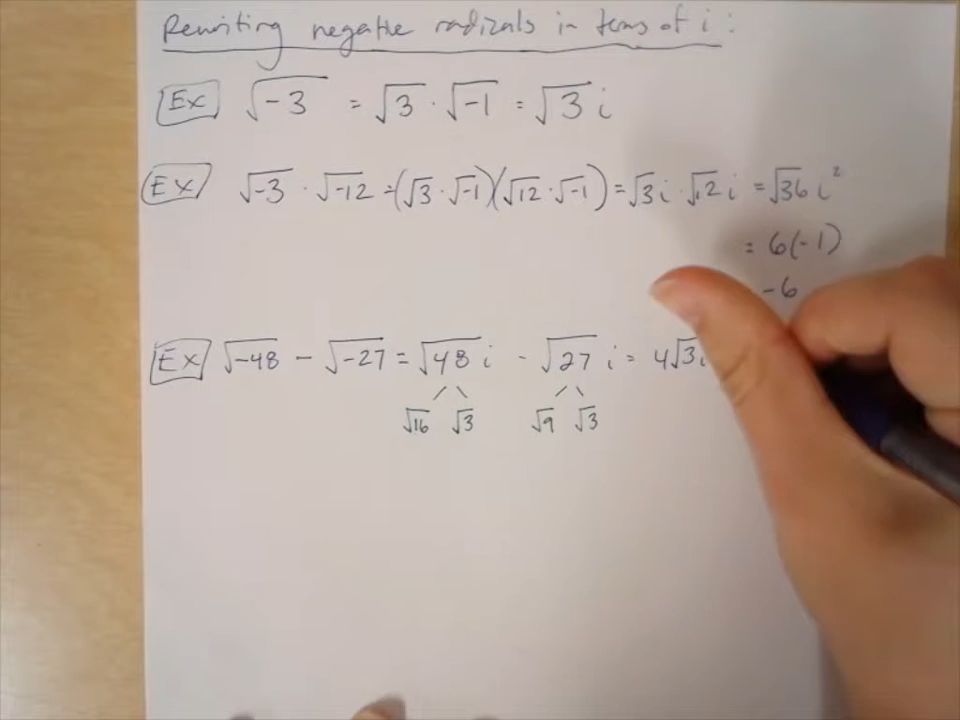 Rewriting negative radicals in terms of i :
Ex √-3 = √3 · √-1 = √3 i
Ex √-3 · √-12 = (√3 · √-1)(√12 · √-1) = √3 i · √12 i = √36 i²
= 6(-1)
-6
Ex √-48 - √-27 = √48 i - √27 i = 4√3 i
√16 √3 √9 √3